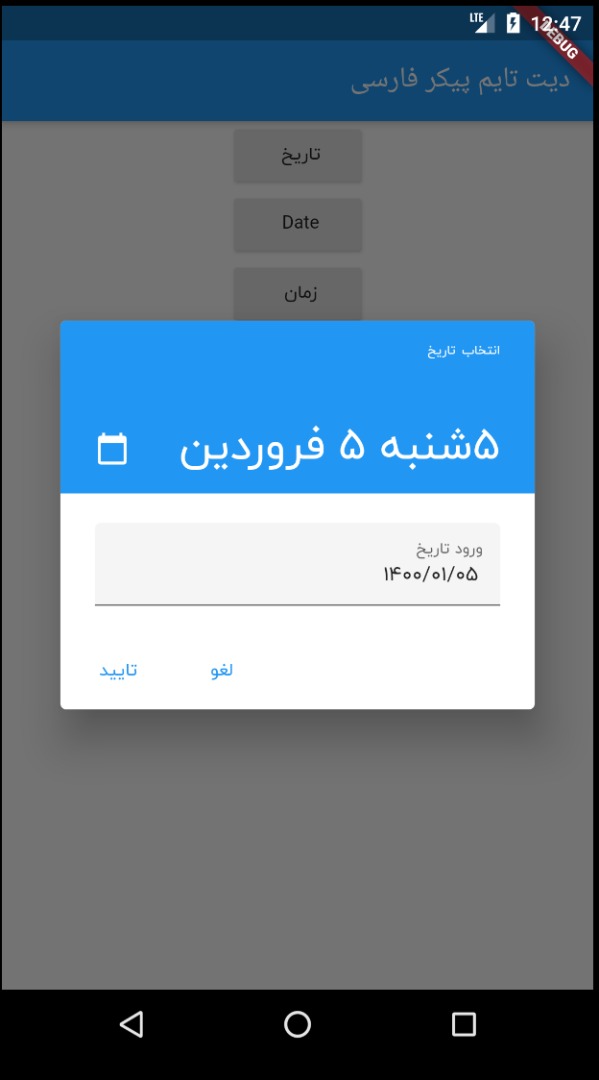 LTE 12:47
DEBUG
دیت تایم پیکر فارسی
تاریخ
Date
زمان
انتخاب تاریخ
۵شنبه ۵ فروردین
ورود تاریخ
۱۴۰۰/۰۱/۰۵
لغو
تایید